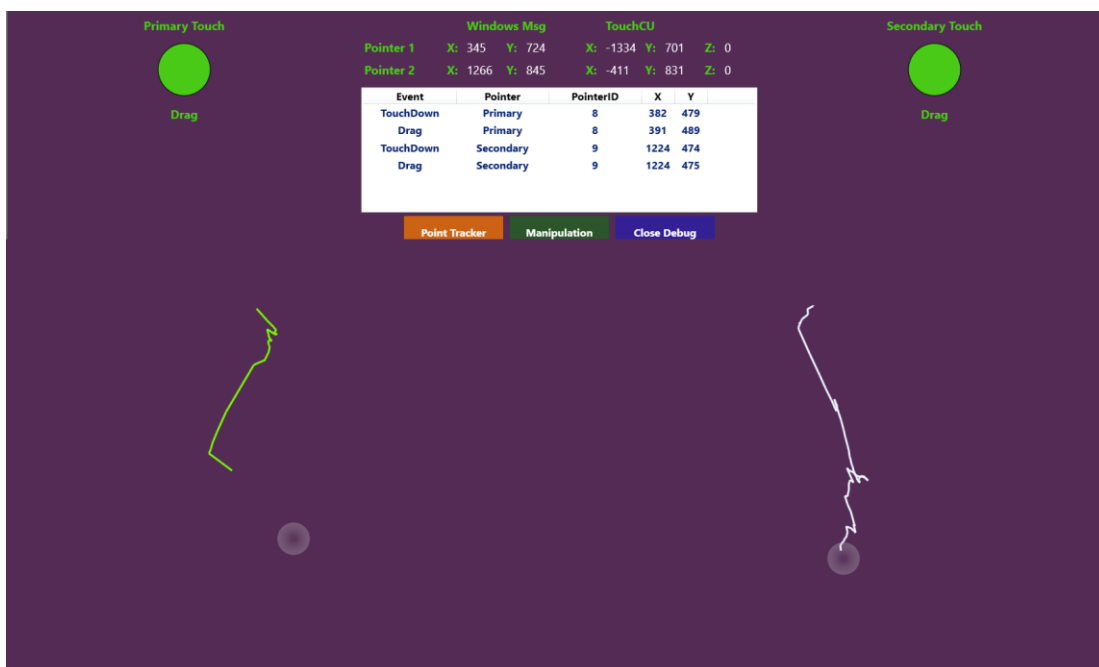 Primary Touch Windows Msg TouchCU Secondary Touch
Pointer 1 X: 345 Y: 724 X: -1334 Y: 701 Z: 0
Pointer 2 X: 1266 Y: 845 X: -411 Y: 831 Z: 0
Event Pointer PointerID X Y
TouchDown Primary 8 382 479
Drag Drag Primary 8 391 489 Drag
TouchDown Secondary 9 1224 474
Drag Secondary 9 1224 475
Point Tracker Manipulation Close Debug